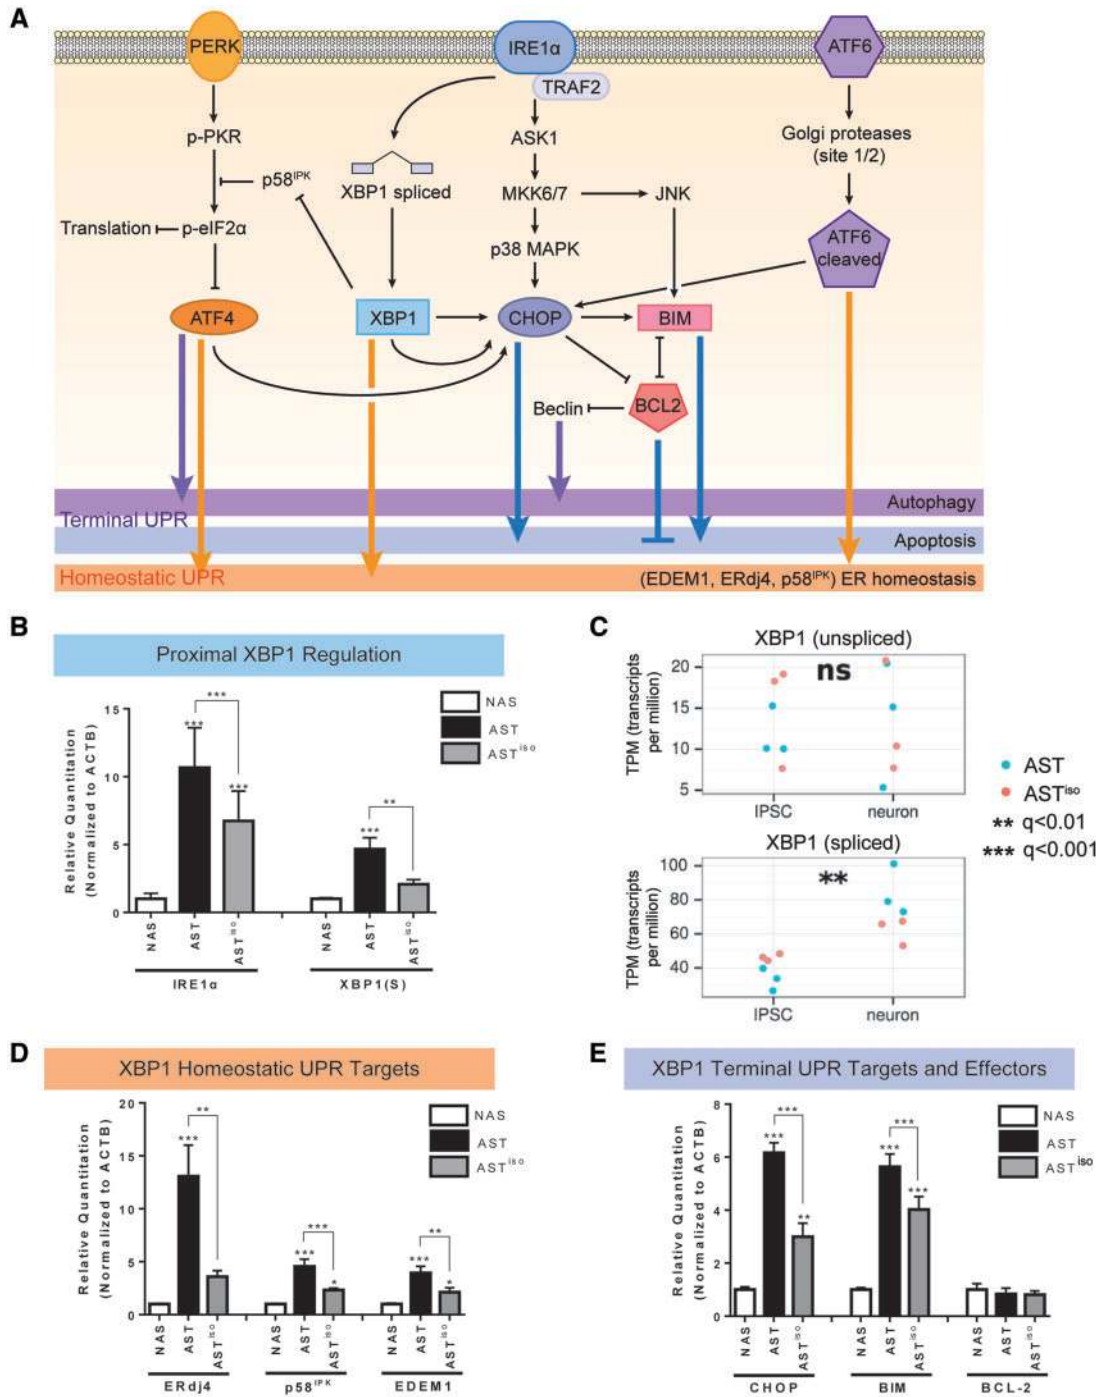 A
PERK
IRE1α
ATF6
TRAF2
p-PKR
ASK1
Golgi proteases
(site 1/2)
p58IPK
XBP1 spliced
MKK6/7
JNK
Translation
p-eIF2α
p38 MAPK
ATF6
cleaved
ATF4
XBP1
CHOP
BIM
Beclin
BCL2
Autophagy
Terminal UPR
Apoptosis
Homeostatic UPR
(EDEM1, ERdj4, p58IPK) ER homeostasis
B
Proximal XBP1 Regulation
NAS
AST
ASTiso
Relative Quantitation
(Normalized to ACTB)
15
10
5
0
***
***
***
***
**
NAS
AST
ASTiso
NAS
AST
ASTiso
IRE1α
XBP1(S)
C
XBP1 (unspliced)
ns
TPM (transcripts
per million)
20
15
10
5
IPSC
neuron
XBP1 (spliced)
**
TPM (transcripts
per million)
100
80
60
40
IPSC
neuron
AST
ASTiso
** q<0.01
*** q<0.001
D
XBP1 Homeostatic UPR Targets
NAS
AST
ASTiso
Relative Quantitation
(Normalized to ACTB)
20
15
10
5
0
**
***
***
***
*
**
***
*
NAS
AST
ASTiso
NAS
AST
ASTiso
NAS
AST
ASTiso
ERdj4
p58IPK
EDEM1
E
XBP1 Terminal UPR Targets and Effectors
NAS
AST
ASTiso
Relative Quantitation
(Normalized to ACTB)
8
6
4
2
0
***
***
**
***
***
***
NAS
AST
ASTiso
NAS
AST
ASTiso
NAS
AST
ASTiso
CHOP
BIM
BCL-2